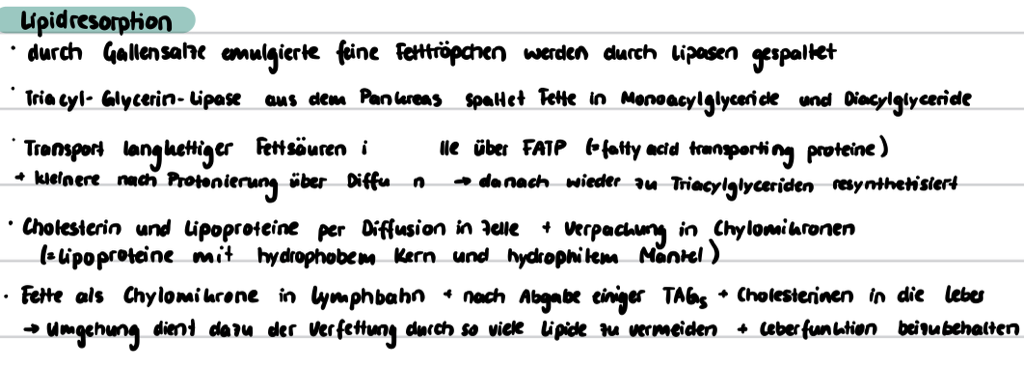 Lipidresorption
· durch Gallensalze emulgierte feine Fetttröpchen werden durch Lipasen gespaltet
· Triacyl-Glycerin-Lipase aus dem Pankreas spaltet Fette in Monoacylglyceride und Diacylglyceride
· Transport langkettiger Fettsäuren i lle über FATP (=fatty acid transporting proteine)
+ kleinere nach Protonierung über Diffu n → danach wieder zu Triacylglyceriden resynthetisiert
· Cholesterin und Lipoproteine per Diffusion in Zelle + Verpackung in Chylomikronen
(=Lipoproteine mit hydrophobem Kern und hydrophilem Mantel)
· Fette als Chylomikrone in Lymphbahn + nach Abgabe einiger TAGs + Cholesterinen in die Leber
→ Umgehung dient dazu der Verfettung durch so viele Lipide zu vermeiden + Leberfunktion beizubehalten